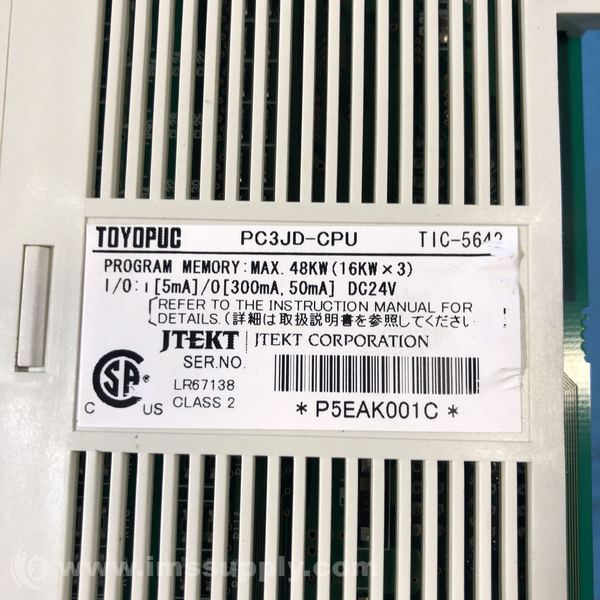 TOYOPUC PC3JD-CPU TIC-5642
PROGRAM MEMORY:MAX.48KW(16KW×3)
I/O:ı[5mA]/O[300mA,50mA] DC24V
REFER TO THE INSTRUCTION MANUAL FOR
DETAILS.(詳細は取扱説明書を参照してください
JTEKT JTEKT CORPORATION
SER.NO.
LR67138
CLASS 2
C US
*P5EAK001C*
www.imssupply.com